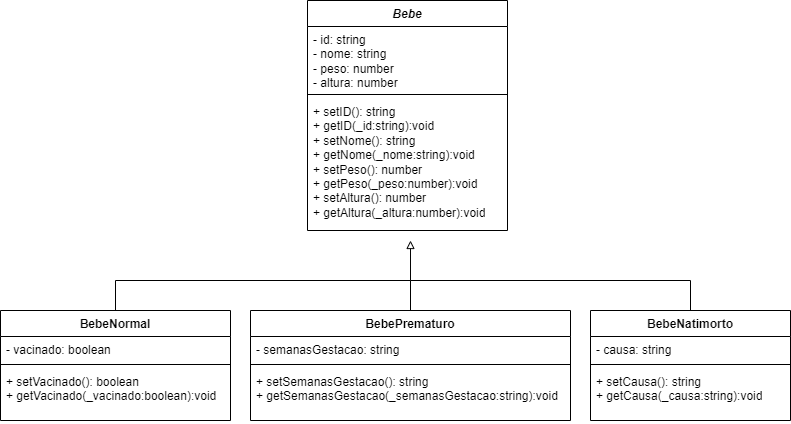 Bebe
- id: string
- nome: string
- peso: number
- altura: number
+ setID(): string
+ getID(_id:string):void
+ setNome(): string
+ getNome(_nome:string):void
+ setPeso(): number
+ getPeso(_peso:number):void
+ setAltura(): number
+ getAltura(_altura:number):void
BebeNormal
- vacinado: boolean
+ setVacinado(): boolean
+ getVacinado(_vacinado:boolean):void
BebePrematuro
- semanasGestacao: string
+ setSemanasGestacao(): string
+ getSemanasGestacao(_semanasGestacao:string):void
BebeNatimorto
- causa: string
+ setCausa(): string
+ getCausa(_causa:string):void